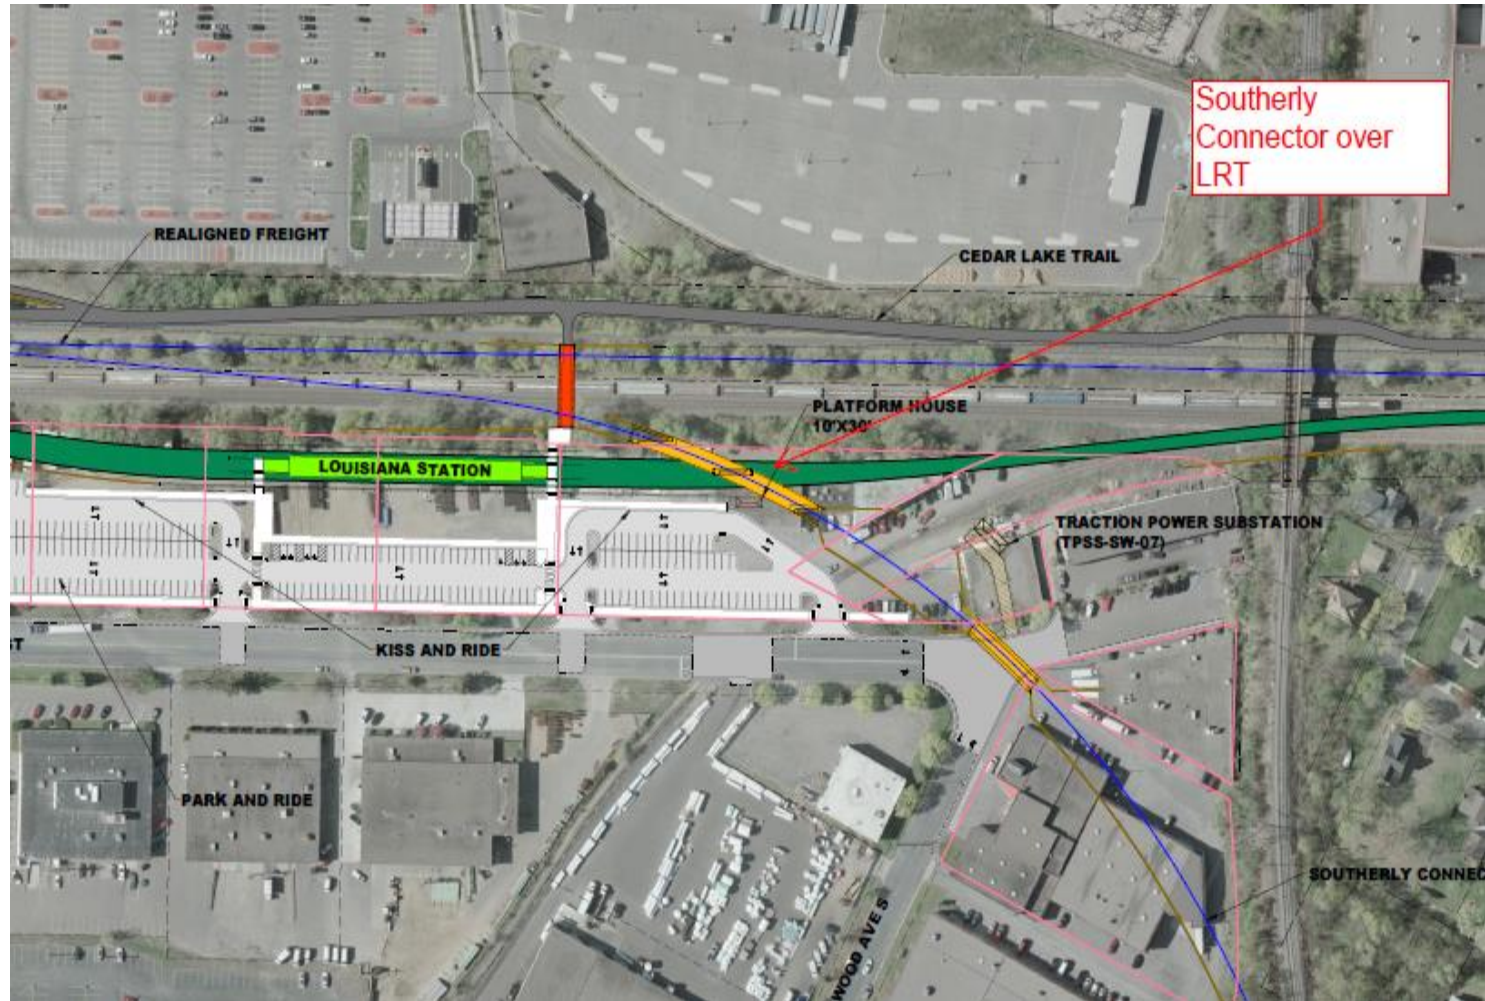 Southerly
Connector over
LRT
REALIGNED FREIGHT
CEDAR LAKE TRAIL
PLATFORM HOUSE
10'X30'
LOUISIANA STATION
TRACTION POWER SUBSTATION
(TPSS-SW-07)
ST
KISS AND RIDE
PARK AND RIDE
SOUTHERLY CONNEC
WOOD AVE S